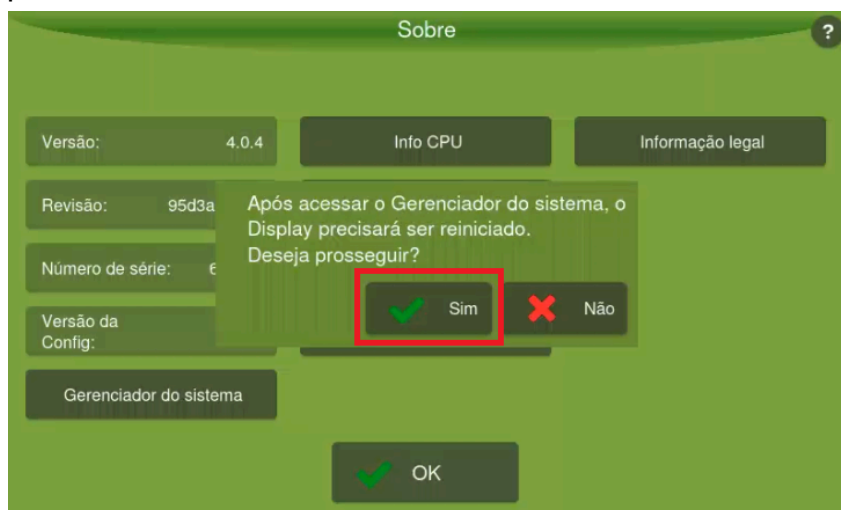 Sobre
?
Versão: 4.0.4
Info CPU
Informação legal
Revisão: 95d3a
Após acessar o Gerenciador do sistema, o
Display precisará ser reiniciado.
Deseja prosseguir?
Número de série:
Sim
Não
Versão da
Config:
Gerenciador do sistema
OK